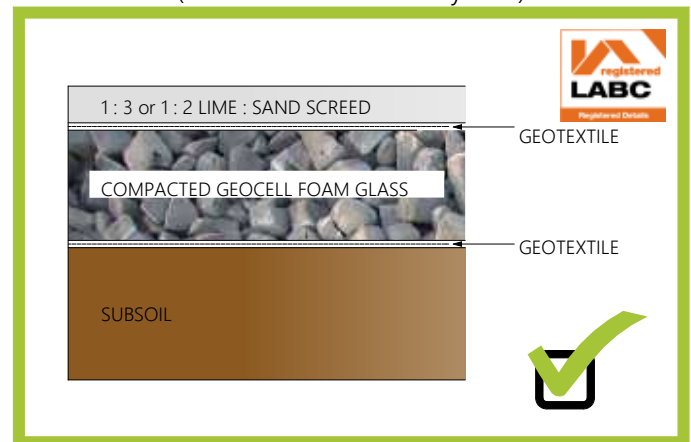 registered
LABC
Registered Details
1 : 3 or 1 : 2 LIME : SAND SCREED
GEOTEXTILE
COMPACTED GEOCELL FOAM GLASS
GEOTEXTILE
SUBSOIL